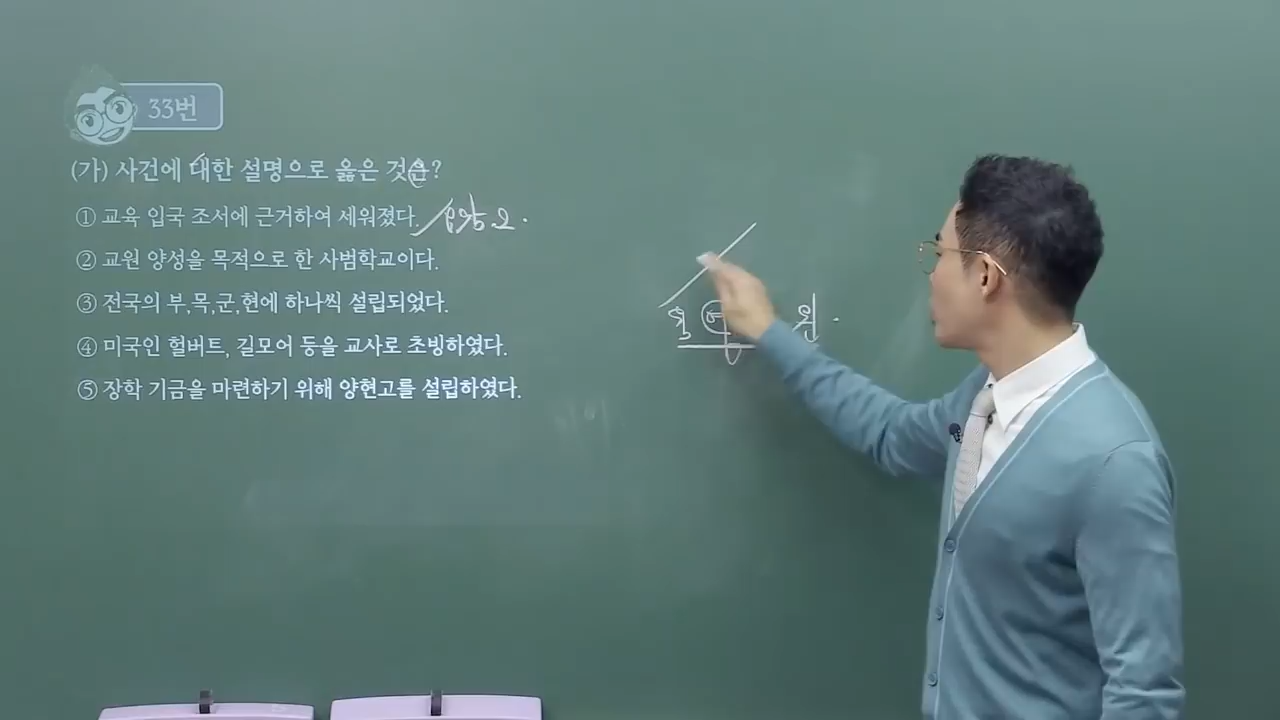 33번
(가) 사건에 대한 설명으로 옳은 것은?
① 교육 입국 조서에 근거하여 세워졌다.
② 교원 양성을 목적으로 한 사범학교이다.
③ 전국의 부,목,군,현에 하나씩 설립되었다.
④ 미국인 헐버트, 길모어 등을 교사로 초빙하였다.
⑤ 장학 기금을 마련하기 위해 양현고를 설립하였다.
원.